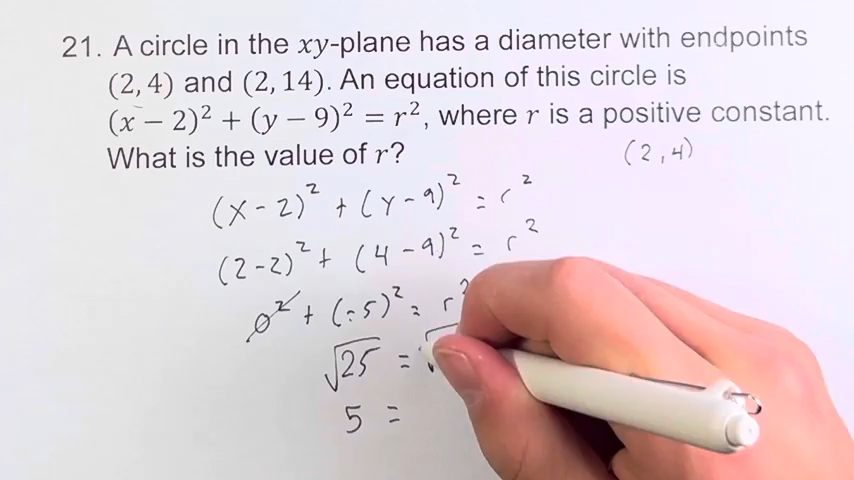 21. A circle in the xy-plane has a diameter with endpoints
(2, 4) and (2, 14). An equation of this circle is
(x − 2)² + (y − 9)² = r², where r is a positive constant.
What is the value of r?
(2, 4)
(x - 2)² + (y - 9)² = r²
(2 - 2)² + (4 - 9)² = r²
0² + (-5)² = r²
√25 = √
5 =